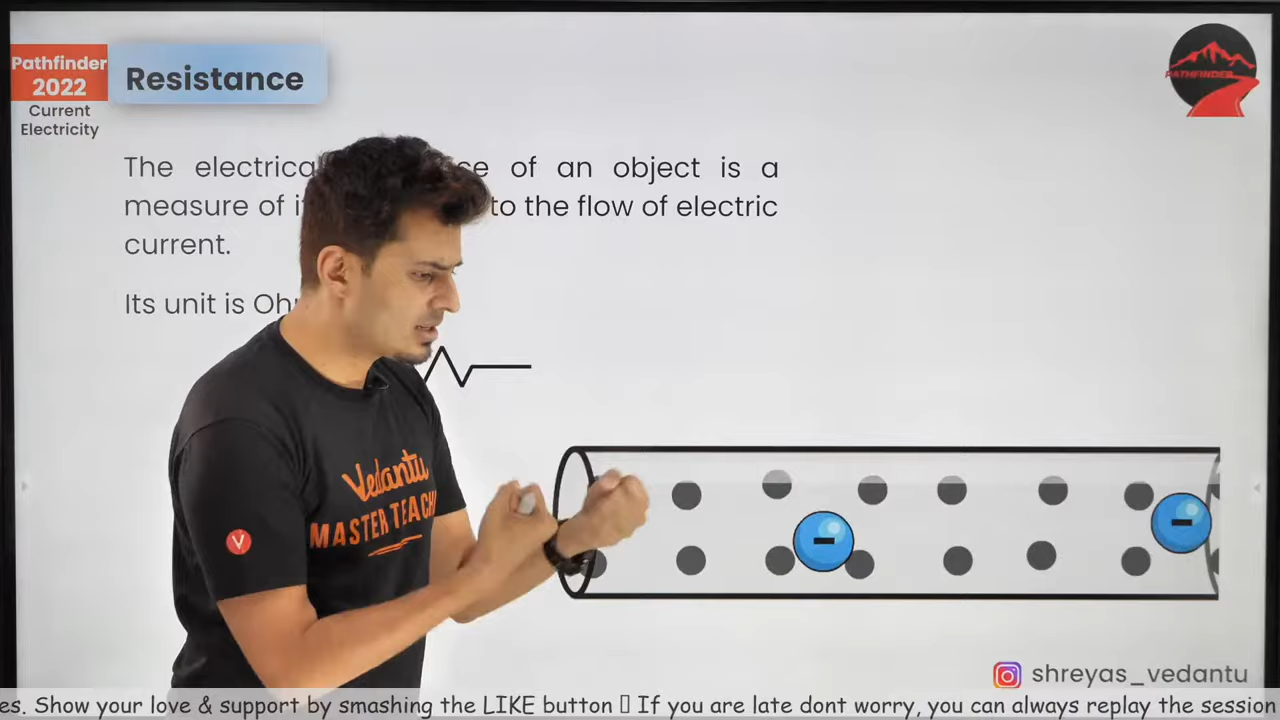 Pathfinder
2022
Current
Electricity
Resistance
PATHFINDER
The electrica ce of an object is a
measure of i to the flow of electric
current.
Its unit is Oh
Vedantu
MASTER TEACH
V
-
-
shreyas_vedantu
es. Show your love & support by smashing the LIKE button ▯ If you are late dont worry, you can always replay the session